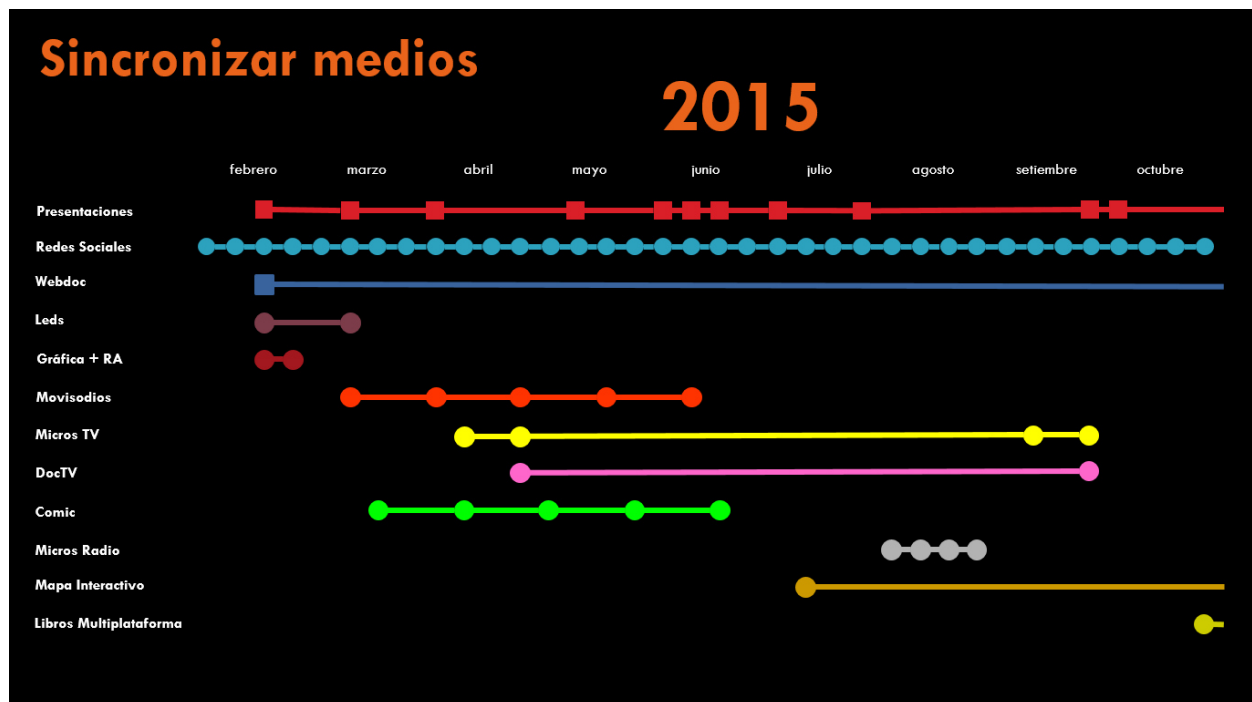 Sincronizar medios
2015
febrero marzo abril mayo junio julio agosto setiembre octubre
Presentaciones
Redes Sociales
Webdoc
Leds
Gráfica + RA
Movisodios
Micros TV
DocTV
Comic
Micros Radio
Mapa Interactivo
Libros Multiplataforma